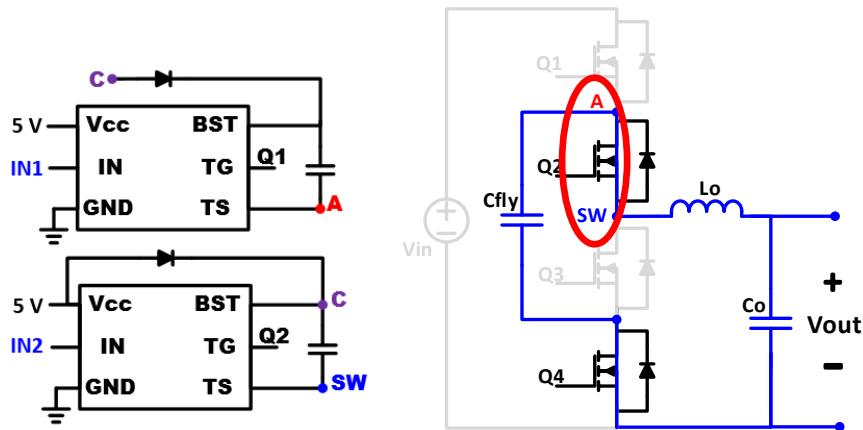 C
5 V
Vcc
BST
IN1
IN
TG
Q1
GND
TS
A
5 V
Vcc
BST
C
IN2
IN
TG
Q2
GND
TS
SW
Q1
A
Q2
Cfly
SW
Lo
Vin
Q3
Co
+
Vout
-
Q4